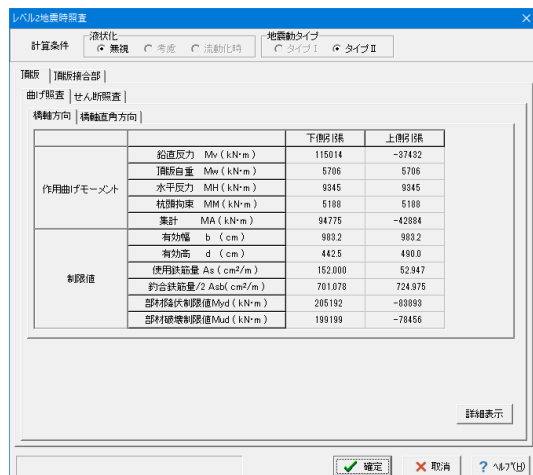 レベル2地震時照査
計算条件 液状化 無視 考慮 流動化時 地震動タイプ タイプⅠ タイプⅡ
頂版 頂版接合部
曲げ照査 せん断照査
橋軸方向 橋軸直角方向
下側引張 上側引張
作用曲げモーメント
鉛直反力 Mv ( kN・m ) 115014 -37432
頂版自重 Mw ( kN・m ) 5706 5706
水平反力 MH ( kN・m ) 9345 9345
杭頭拘束 MM ( kN・m ) 5188 5188
集計 MA ( kN・m ) 94775 -42884
制限値
有効幅 b ( cm ) 983.2 983.2
有効高 d ( cm ) 442.5 490.0
使用鉄筋量 As ( cm²/m ) 152.000 52.947
釣合鉄筋量/2 Asb( cm²/m ) 701.078 724.975
部材降伏制限値Myd ( kN・m ) 205192 -83893
部材破壊制限値Mud ( kN・m ) 199199 -78456
詳細表示
確定 取消 ヘルプ(H)